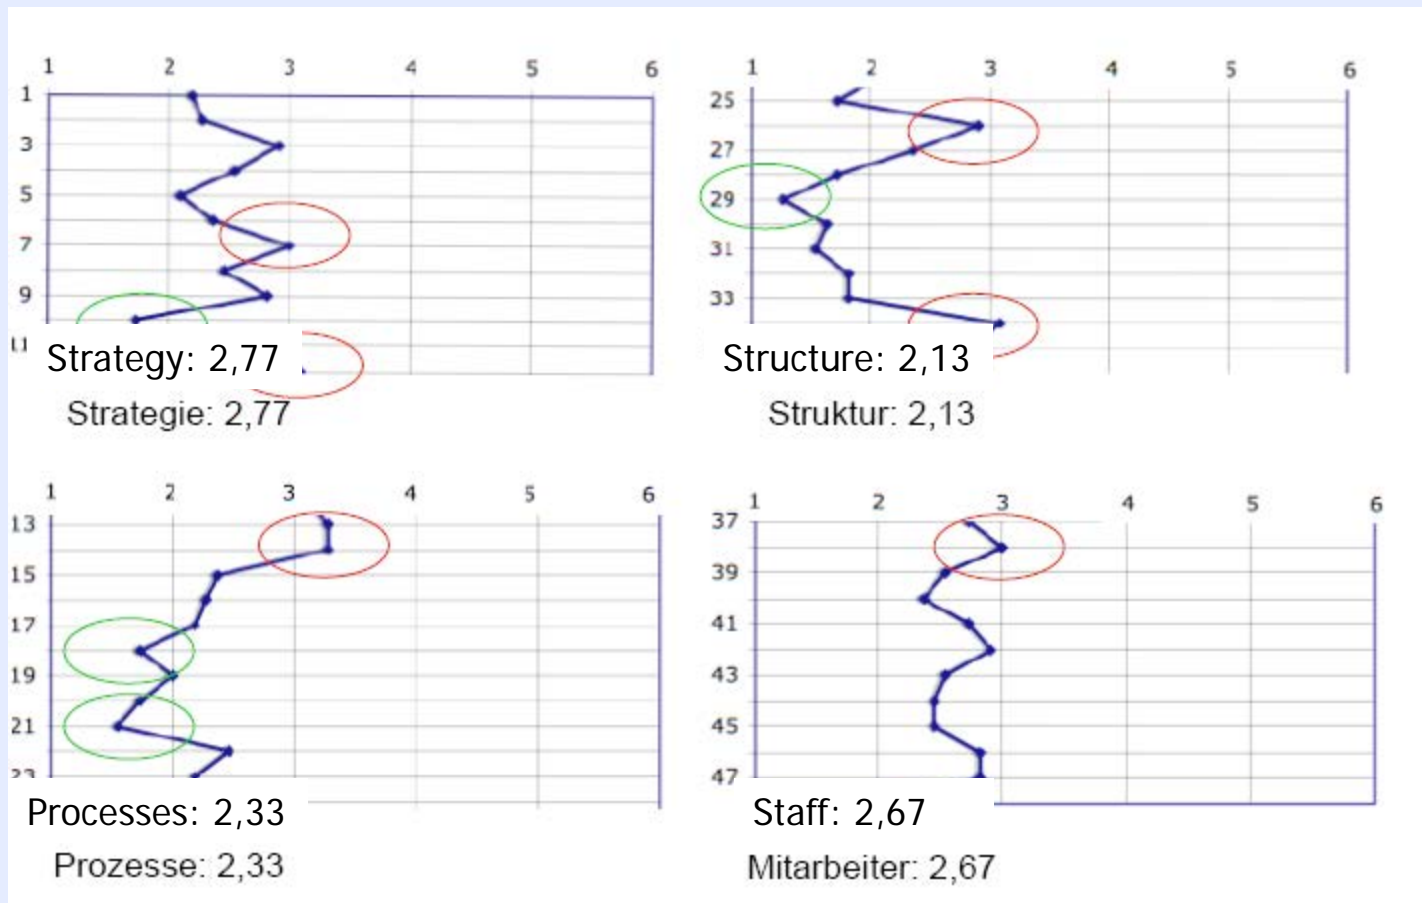 1 2 3 4 5 6
1
3
5
7
9
11
Strategy: 2,77
Strategie: 2,77
1 2 3 4 5 6
25
27
29
31
33
Structure: 2,13
Struktur: 2,13
1 2 3 4 5 6
13
15
17
19
21
23
Processes: 2,33
Prozesse: 2,33
1 2 3 4 5 6
37
39
41
43
45
47
Staff: 2,67
Mitarbeiter: 2,67